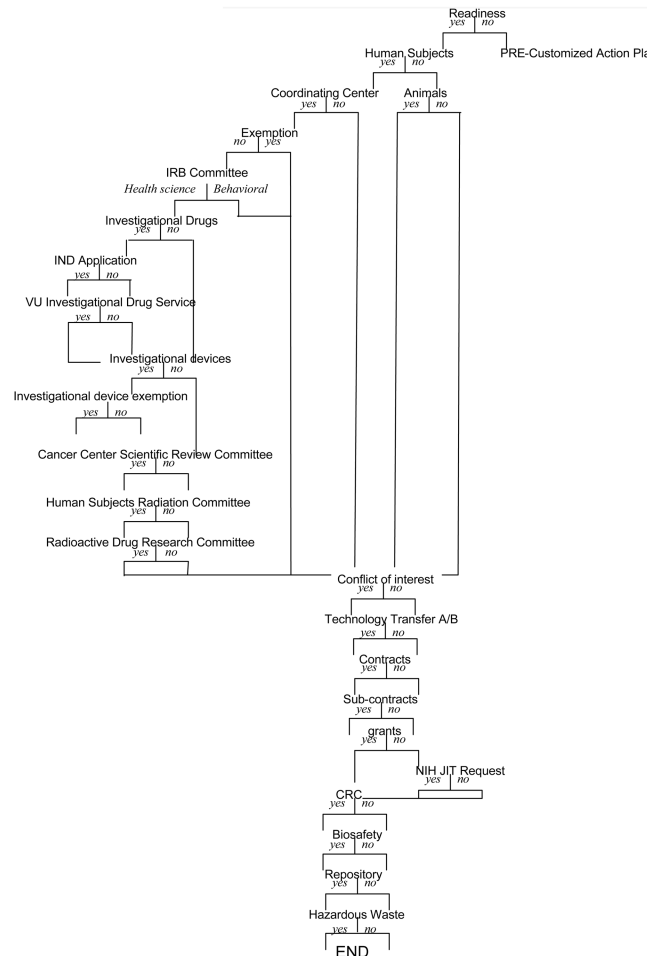 Readiness
yes no
Human Subjects PRE-Customized Action Pla
yes no
Coordinating Center Animals
yes no yes no
Exemption
no yes
IRB Committee
Health science Behavioral
Investigational Drugs
yes no
IND Application
yes no
VU Investigational Drug Service
yes no
Investigational devices
yes no
Investigational device exemption
yes no
Cancer Center Scientific Review Committee
yes no
Human Subjects Radiation Committee
yes no
Radioactive Drug Research Committee
yes no
Conflict of interest
yes no
Technology Transfer A/B
yes no
Contracts
yes no
Sub-contracts
yes no
grants
yes no
NIH JIT Request
yes no
CRC
yes no
Biosafety
yes no
Repository
yes no
Hazardous Waste
yes no
END